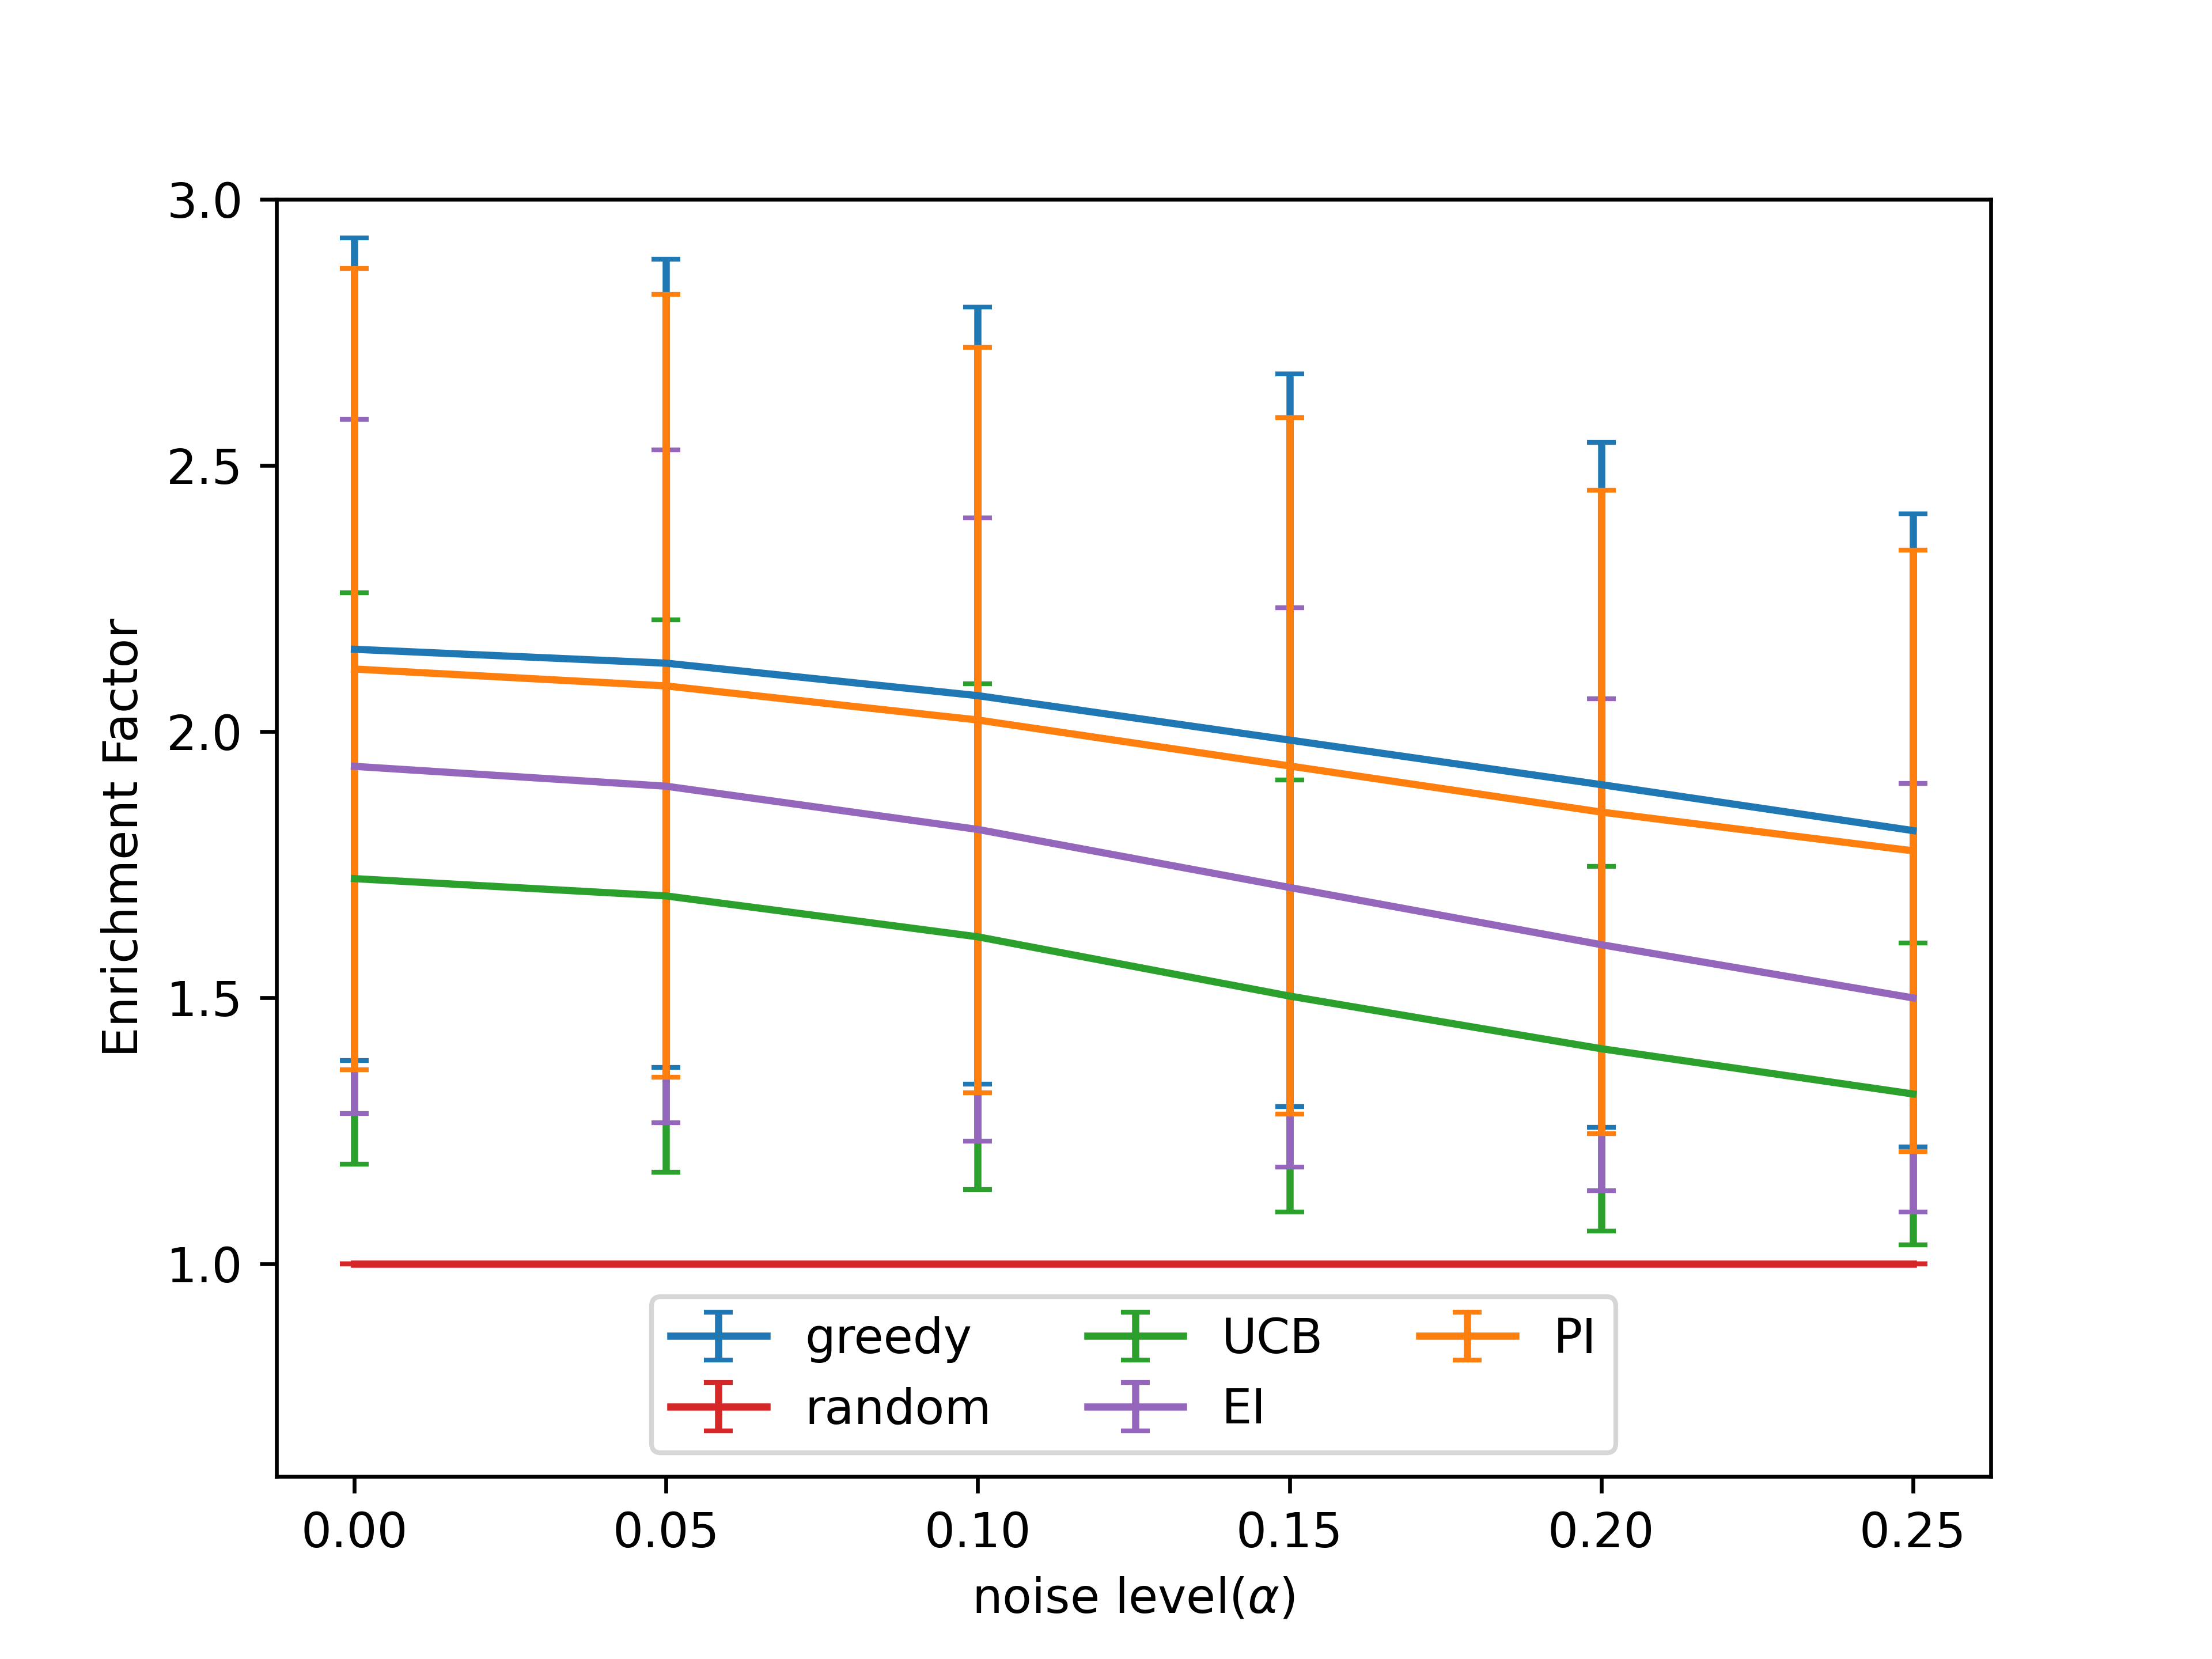 3.0
2.5
2.0
1.5
1.0
Enrichment Factor
greedy
random
UCB
EI
PI
0.00 0.05 0.10 0.15 0.20 0.25
noise level(α)